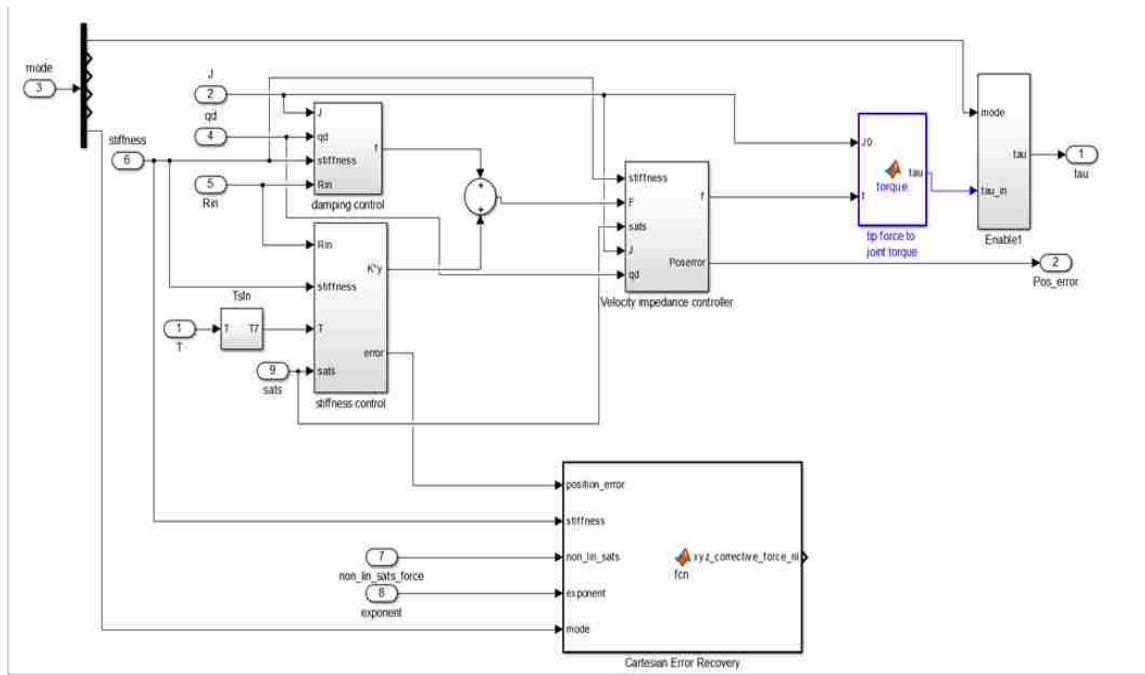 mode
3
J
2
qd
4
stiffness
6
5
Rin
J
qd
stiffness
Rin
f
damping control
+
+
Rin
stiffness
T
sats
K*y
error
stiffness control
TsIn
T
T7
1
T
9
sats
stiffness
F
sats
J
qd
f
Poserror
Velocity impedance controller
J0
f
tau
torque
tip force to
joint torque
mode
tau_in
tau
Enable1
1
tau
2
Pos_error
position_error
stiffness
non_lin_sats
exponent
mode
fcn
xyz_corrective_force_nl
Cartesian Error Recovery
7
non_lin_sats_force
8
exponent